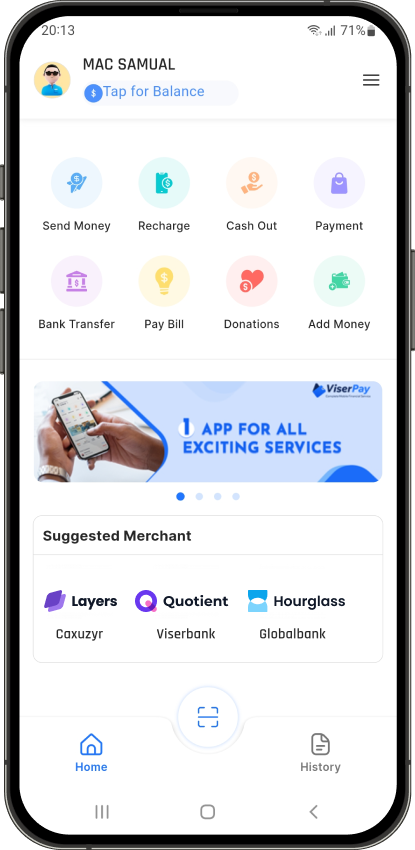 20:13
71%
MAC SAMUAL
$ Tap for Balance
Send Money
Recharge
Cash Out
Payment
Bank Transfer
Pay Bill
Donations
Add Money
ViserPay
1 APP FOR ALL
EXCITING SERVICES
Suggested Merchant
Layers
Quotient
Hourglass
Caxuzyr
Viserbank
Globalbank
Home
History